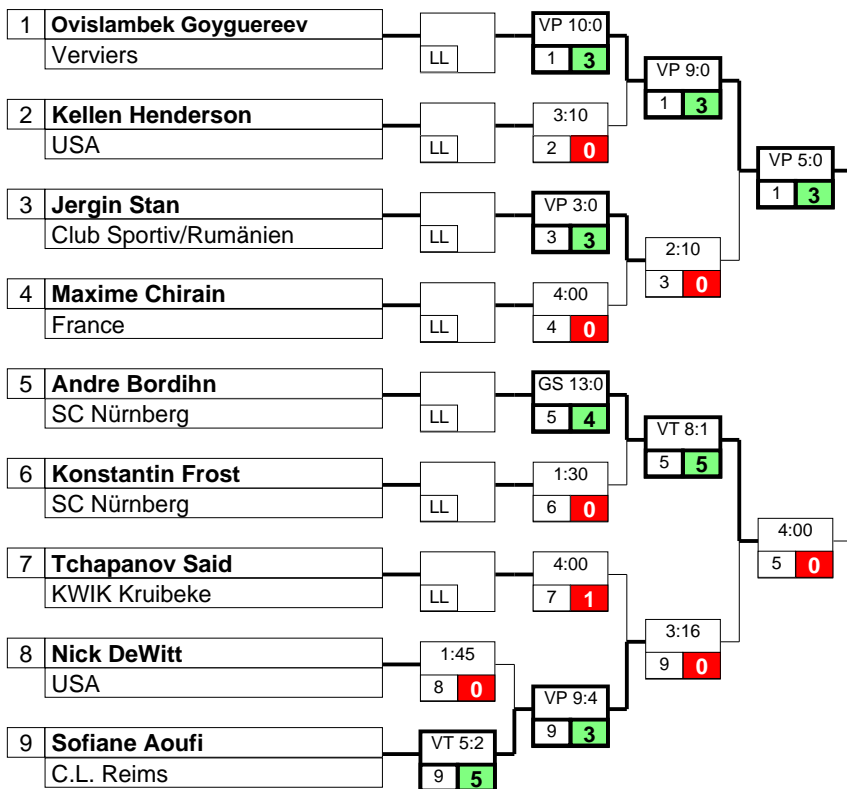 1 Ovislambek Goyguereev
Verviers
LL
VP 10:0
1 3
VP 9:0
1 3
2 Kellen Henderson
USA
LL
3:10
2 0
VP 5:0
1 3
3 Jergin Stan
Club Sportiv/Rumänien
LL
VP 3:0
3 3
2:10
3 0
4 Maxime Chirain
France
LL
4:00
4 0
5 Andre Bordihn
SC Nürnberg
LL
GS 13:0
5 4
VT 8:1
5 5
6 Konstantin Frost
SC Nürnberg
LL
1:30
6 0
4:00
5 0
7 Tchapanov Said
KWIK Kruibeke
LL
4:00
7 1
3:16
9 0
8 Nick DeWitt
USA
1:45
8 0
VP 9:4
9 3
9 Sofiane Aoufi
C.L. Reims
VT 5:2
9 5